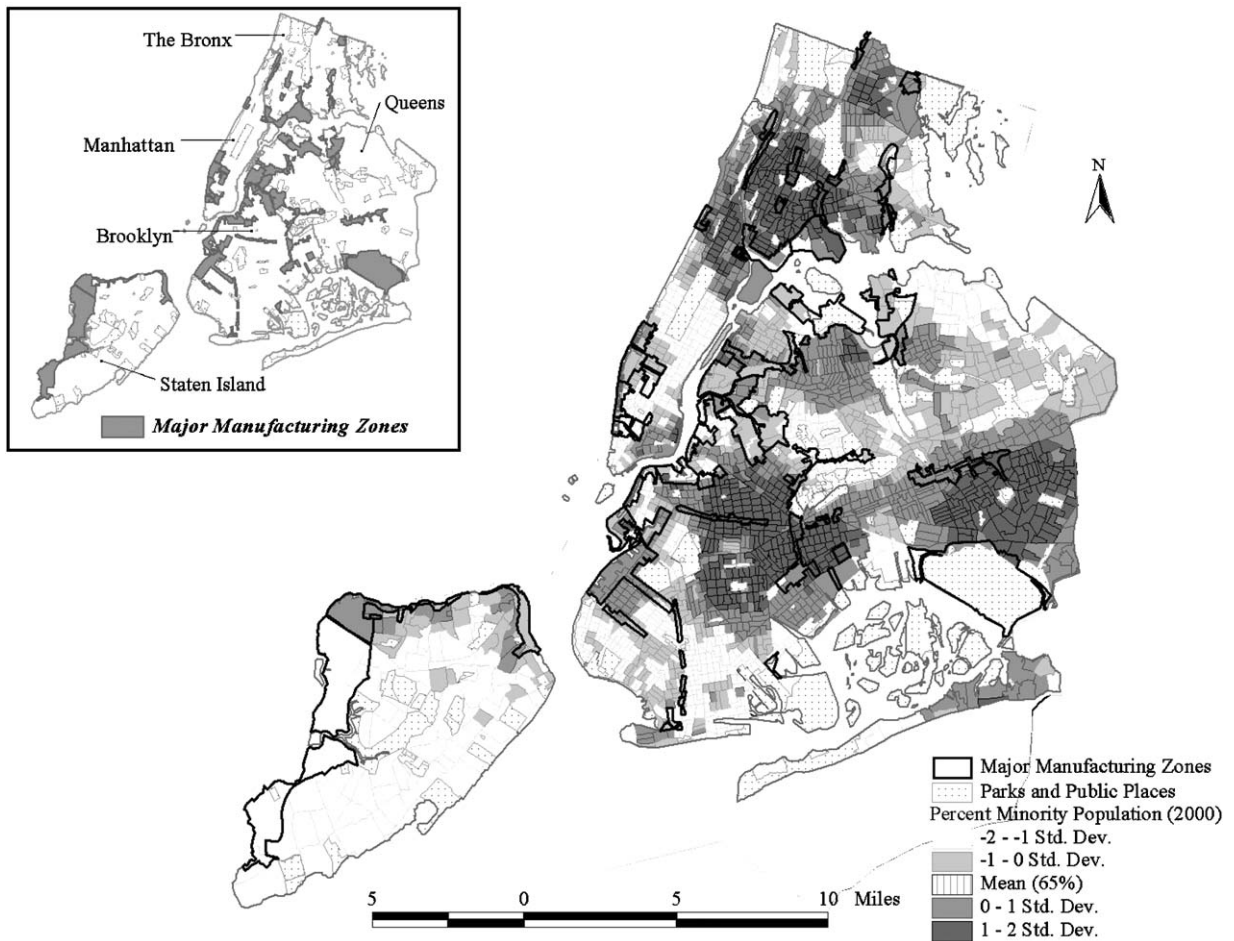 The Bronx
Queens
Manhattan
Brooklyn
Staten Island
Major Manufacturing Zones
N
Major Manufacturing Zones
Parks and Public Places
Percent Minority Population (2000)
-2 - -1 Std. Dev.
-1 - 0 Std. Dev.
Mean (65%)
0 - 1 Std. Dev.
1 - 2 Std. Dev.
5 0 5 10 Miles